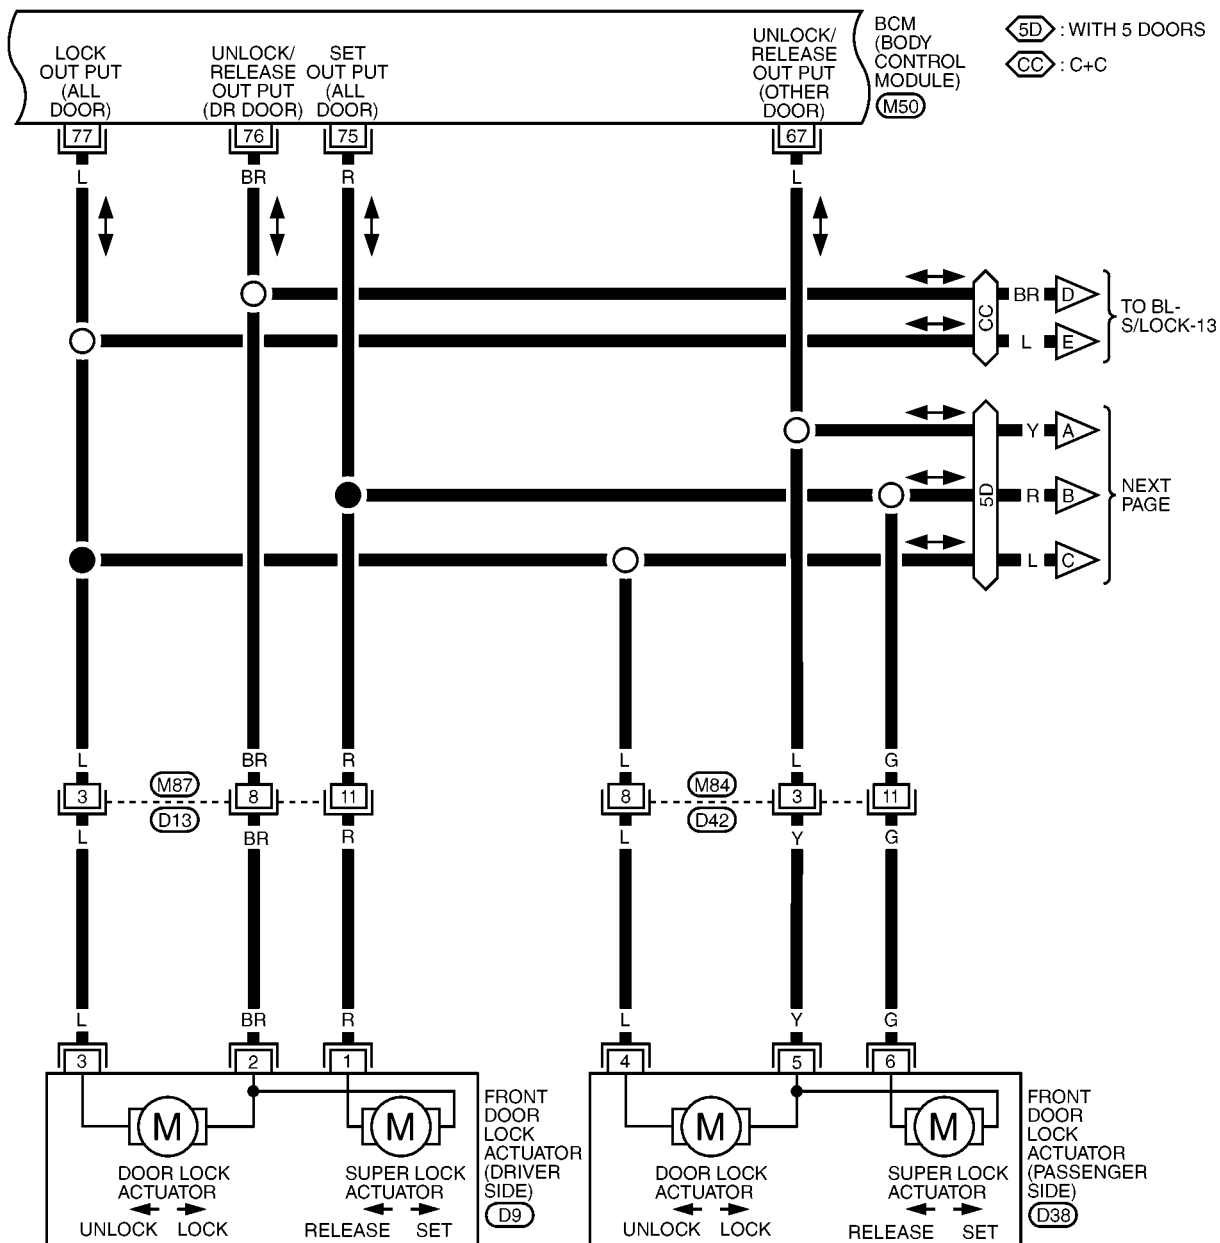 LOCK
OUT PUT
(ALL
DOOR)
UNLOCK/
RELEASE
OUT PUT
(DR DOOR)
SET
OUT PUT
(ALL
DOOR)
UNLOCK/
RELEASE
OUT PUT
(OTHER
DOOR)
BCM
(BODY
CONTROL
MODULE)
M50
5D : WITH 5 DOORS
CC : C+C
77 76 75 67
L BR R L
CC
BR D
L E
TO BL-
S/LOCK-13
5D
Y A
R B
L C
NEXT
PAGE
L BR R L L G
3 M87 8 11 8 M84 3 11
D13 D42
L BR R L Y G
L BR R L Y G
3 2 1 4 5 6
M M M M
DOOR LOCK
ACTUATOR
UNLOCK LOCK
SUPER LOCK
ACTUATOR
RELEASE SET
FRONT
DOOR
LOCK
ACTUATOR
(DRIVER
SIDE)
D9
DOOR LOCK
ACTUATOR
UNLOCK LOCK
SUPER LOCK
ACTUATOR
RELEASE SET
FRONT
DOOR
LOCK
ACTUATOR
(PASSENGER
SIDE)
D38